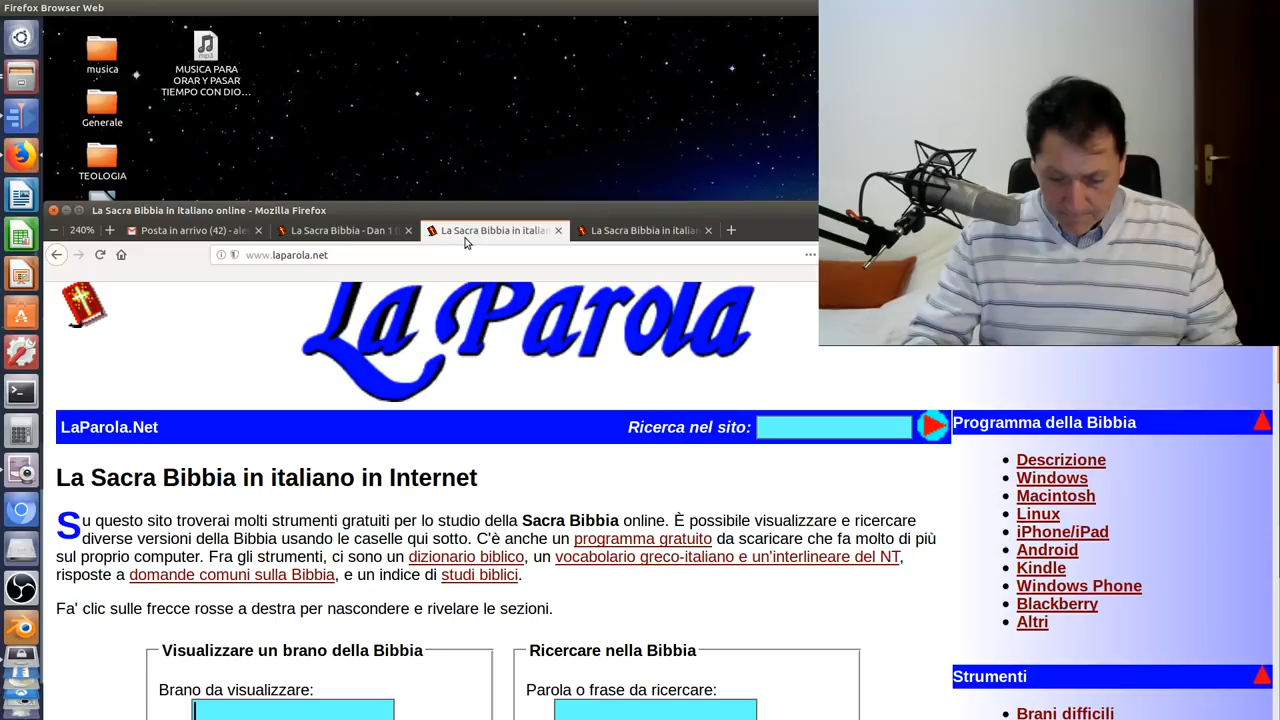 Firefox Browser Web
musica
MUSICA PARA
ORAR Y PASAR
TIEMPO CON DIO...
mp3
Generale
TEOLOGIA
La Sacra Bibbia in italiano online - Mozilla Firefox
240%
Posta in arrivo (42) - ale
La Sacra Bibbia - Dan 1 (
La Sacra Bibbia in italian
La Sacra Bibbia in italian
www.laparola.net
La Parola
LaParola.Net
Ricerca nel sito:
La Sacra Bibbia in italiano in Internet
Su questo sito troverai molti strumenti gratuiti per lo studio della Sacra Bibbia online. È possibile visualizzare e ricercare
diverse versioni della Bibbia usando le caselle qui sotto. C'è anche un programma gratuito da scaricare che fa molto di più
sul proprio computer. Fra gli strumenti, ci sono un dizionario biblico, un vocabolario greco-italiano e un'interlineare del NT,
risposte a domande comuni sulla Bibbia, e un indice di studi biblici.
Fa' clic sulle frecce rosse a destra per nascondere e rivelare le sezioni.
Visualizzare un brano della Bibbia
Brano da visualizzare:
Ricercare nella Bibbia
Parola o frase da ricercare:
Programma della Bibbia
Descrizione
Windows
Macintosh
Linux
iPhone/iPad
Android
Kindle
Windows Phone
Blackberry
Altri
Strumenti
Brani difficili